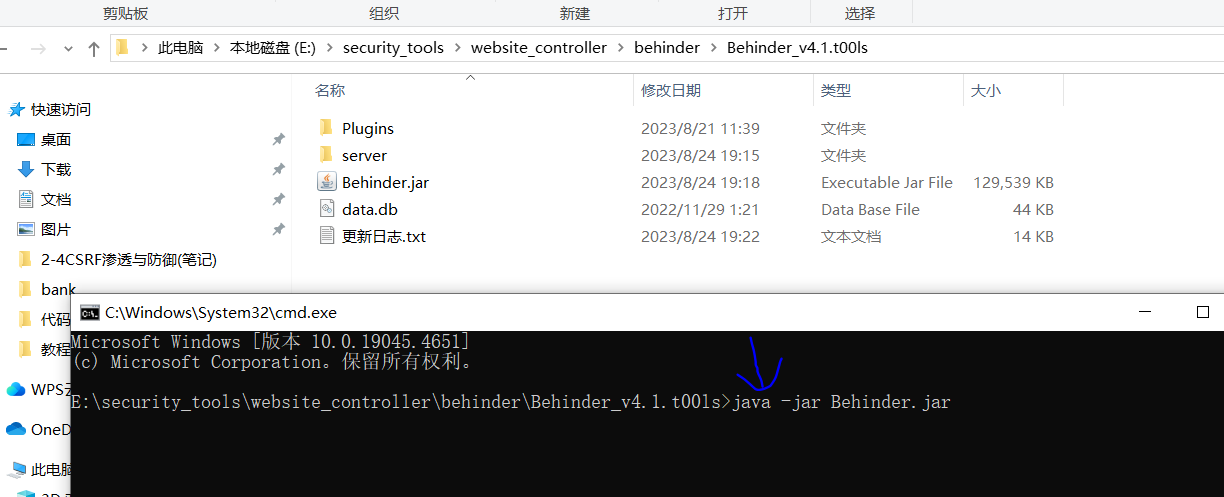 剪贴板 组织 新建 打开 选择
此电脑 > 本地磁盘 (E:) > security_tools > website_controller > behinder > Behinder_v4.1.t00ls
名称 修改日期 类型 大小
快速访问
桌面
下载
文档
图片
2-4CSRF渗透与防御(笔记)
bank
代码
教程
WPS云
OneD
此电脑
3D
Plugins 2023/8/21 11:39 文件夹
server 2023/8/24 19:15 文件夹
Behinder.jar 2023/8/24 19:18 Executable Jar File 129,539 KB
data.db 2022/11/29 1:21 Data Base File 44 KB
更新日志.txt 2023/8/24 19:22 文本文档 14 KB
C:\Windows\System32\cmd.exe
Microsoft Windows [版本 10.0.19045.4651]
(c) Microsoft Corporation。保留所有权利。
E:\security_tools\website_controller\behinder\Behinder_v4.1.t00ls>java -jar Behinder.jar